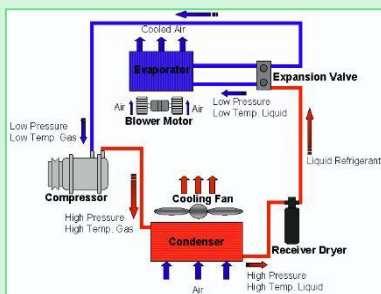 Cooled Air
Evaporator
Expansion Valve
Air
Air
Blower Motor
Low Pressure
Low Temp. Liquid
Low Pressure
Low Temp. Gas
Liquid Refrigerant
Compressor
Cooling Fan
High Pressure
High Temp. Gas
Condenser
Receiver Dryer
High Pressure
High Temp. Liquid
Air